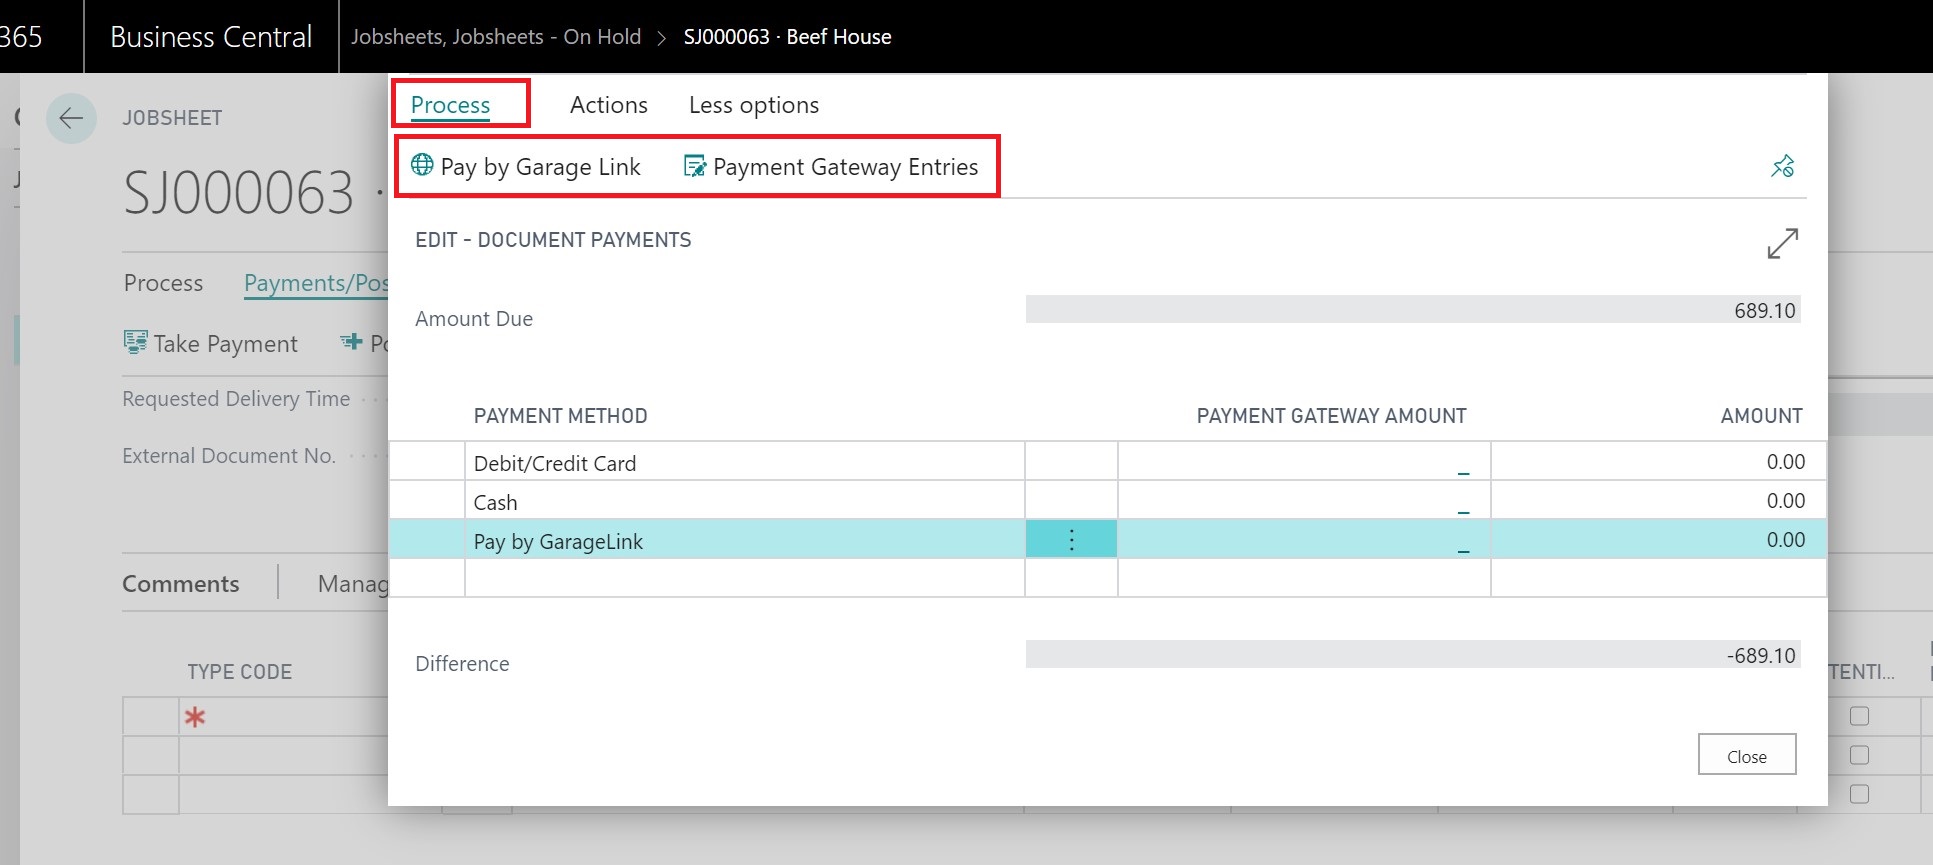 365 Business Central Jobsheets, Jobsheets - On Hold > SJ000063 · Beef House
JOBSHEET
SJ000063 ·
Process Payments/Pos
Take Payment Po
Requested Delivery Time
External Document No.
Comments Manag
TYPE CODE
Process Actions Less options
Pay by Garage Link Payment Gateway Entries
EDIT - DOCUMENT PAYMENTS
Amount Due 689.10
PAYMENT METHOD PAYMENT GATEWAY AMOUNT AMOUNT
Debit/Credit Card _ 0.00
Cash _ 0.00
Pay by GarageLink _ 0.00
Difference -689.10
Close
TENTI...